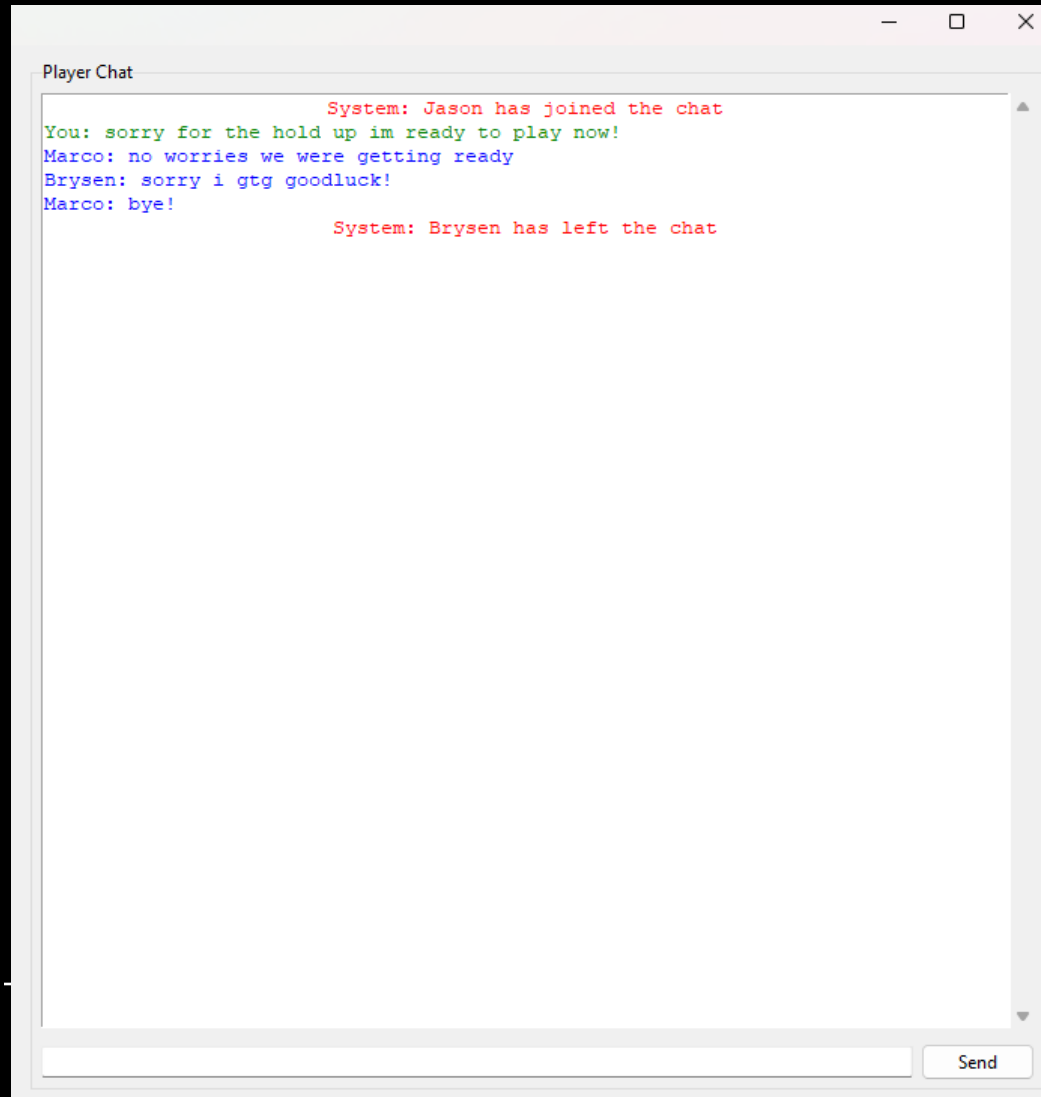 Player Chat
System: Jason has joined the chat
You: sorry for the hold up im ready to play now!
Marco: no worries we were getting ready
Brysen: sorry i gtg goodluck!
Marco: bye!
System: Brysen has left the chat
Send